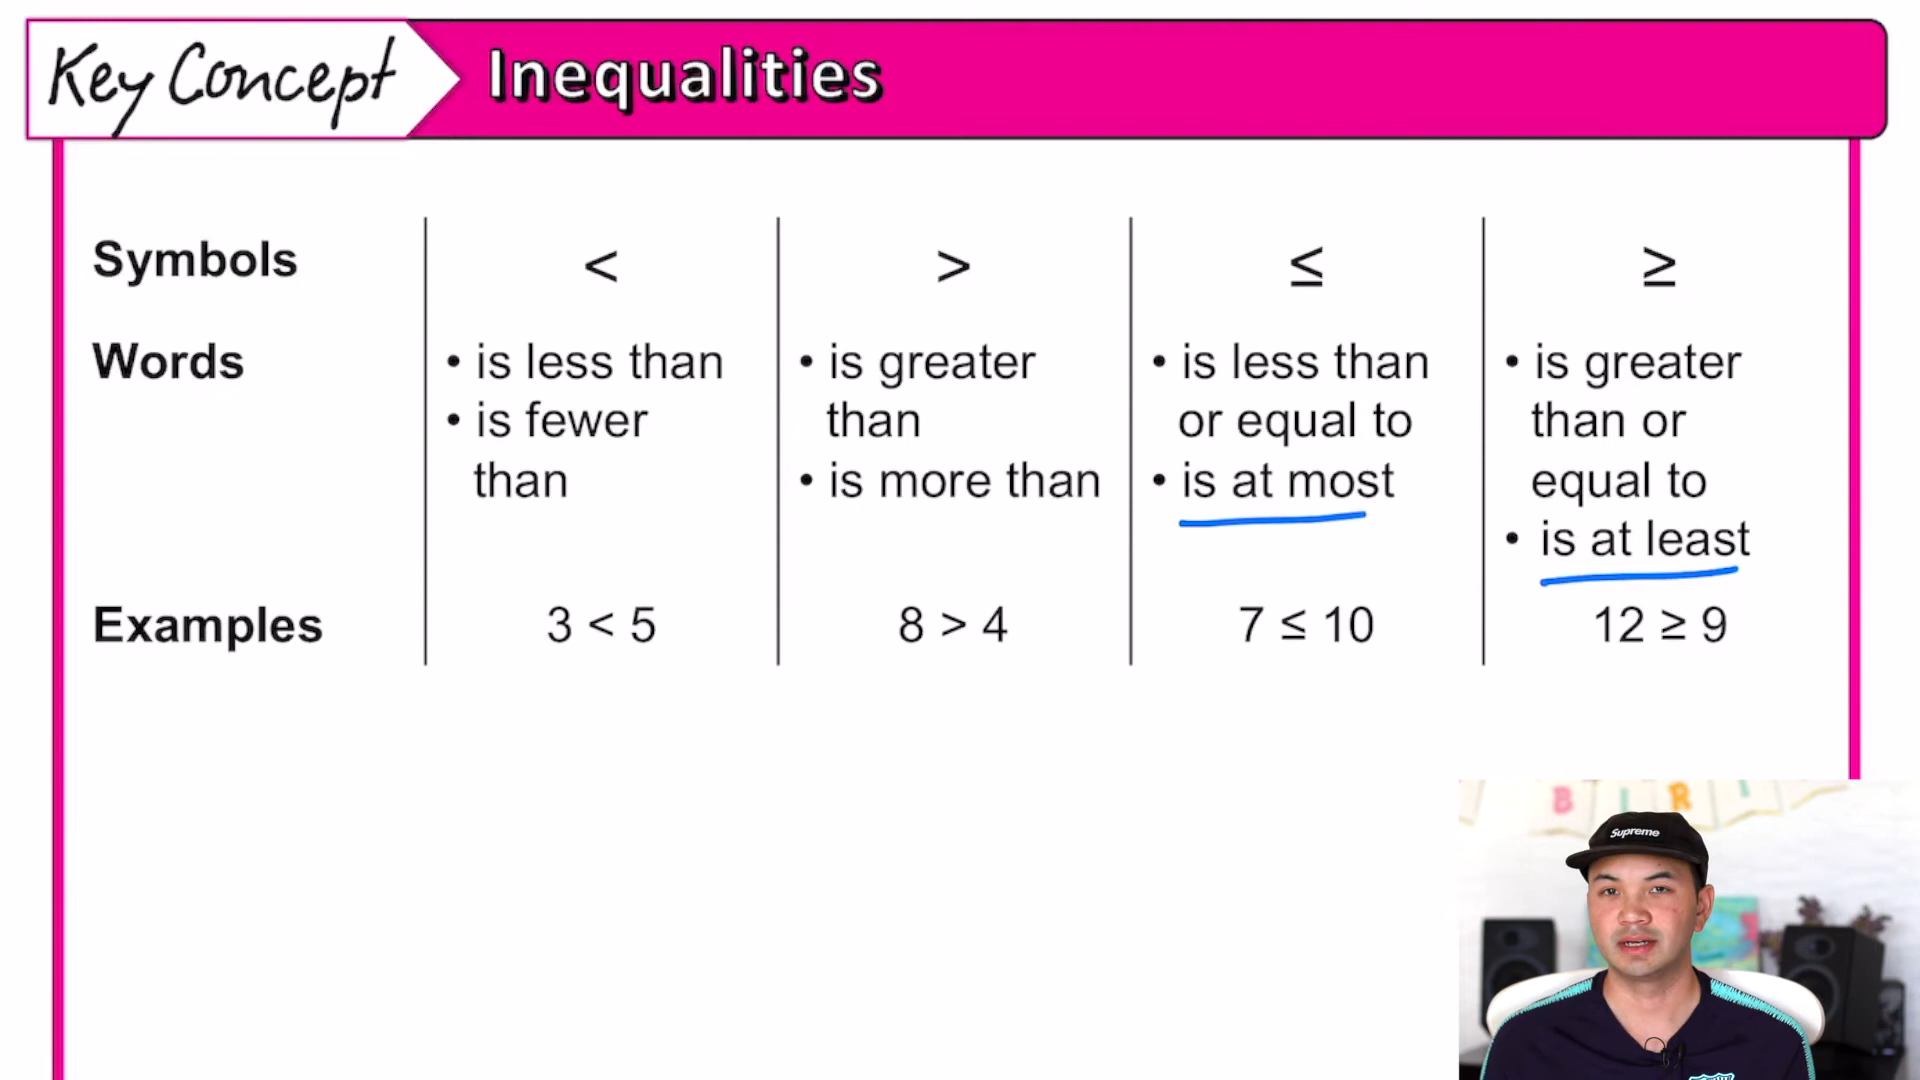 Key Concept Inequalities
Symbols < > ≤ ≥
Words
• is less than
• is fewer
than
• is greater
than
• is more than
• is less than
or equal to
• is at most
• is greater
than or
equal to
• is at least
Examples 3 < 5 8 > 4 7 ≤ 10 12 ≥ 9
B I R
Supreme